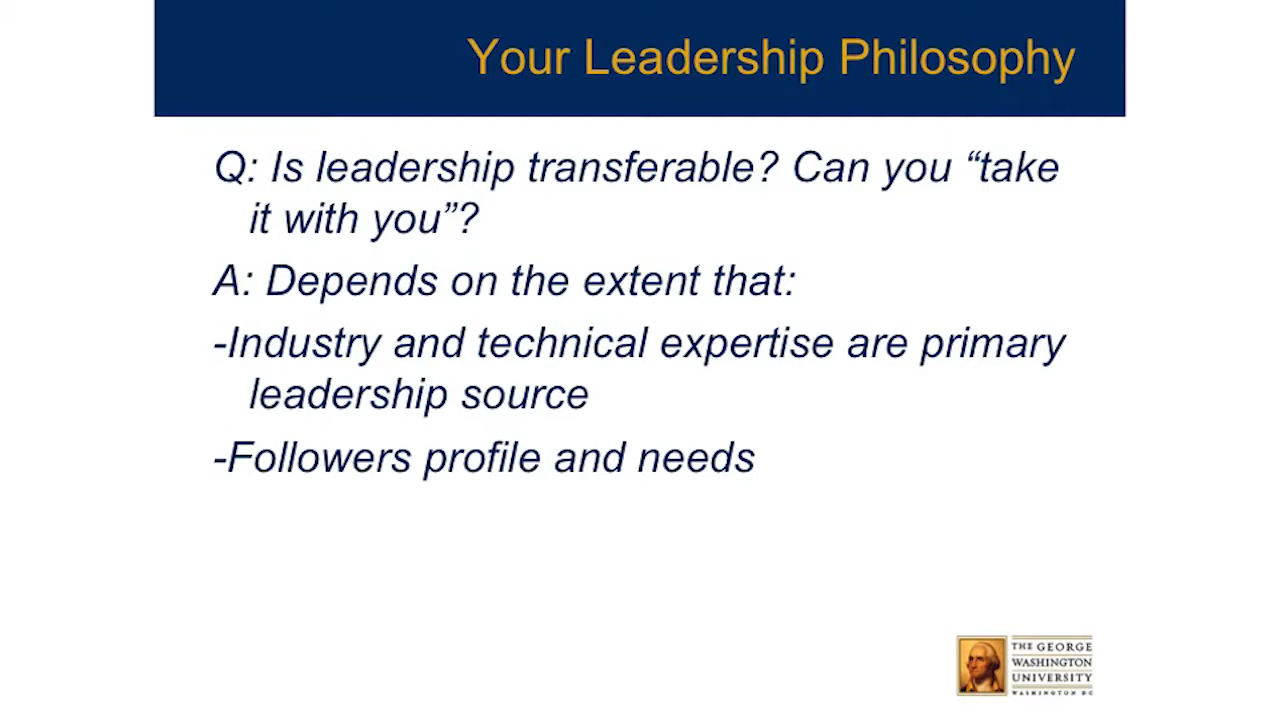 Your Leadership Philosophy
Q: Is leadership transferable? Can you “take
it with you”?
A: Depends on the extent that:
-Industry and technical expertise are primary
leadership source
-Followers profile and needs
THE GEORGE
WASHINGTON
UNIVERSITY
WASHINGTON DC